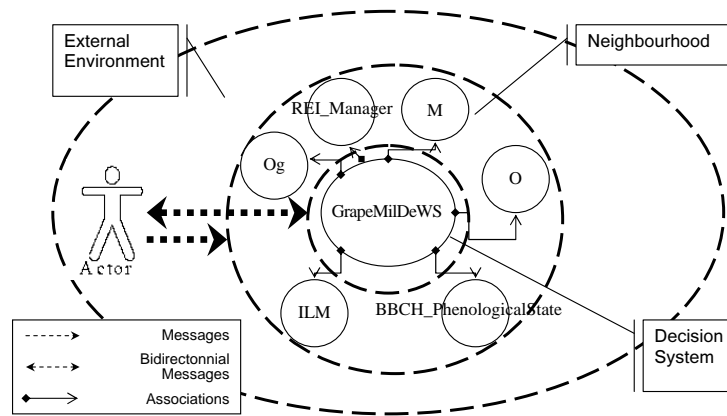 External
Environment
Neighbourhood
REI_Manager
M
Og
O
GrapeMilDeWS
Actor
ILM
BBCH_PhenologicalState
Messages
Bidirectonnial
Messages
Associations
Decision
System